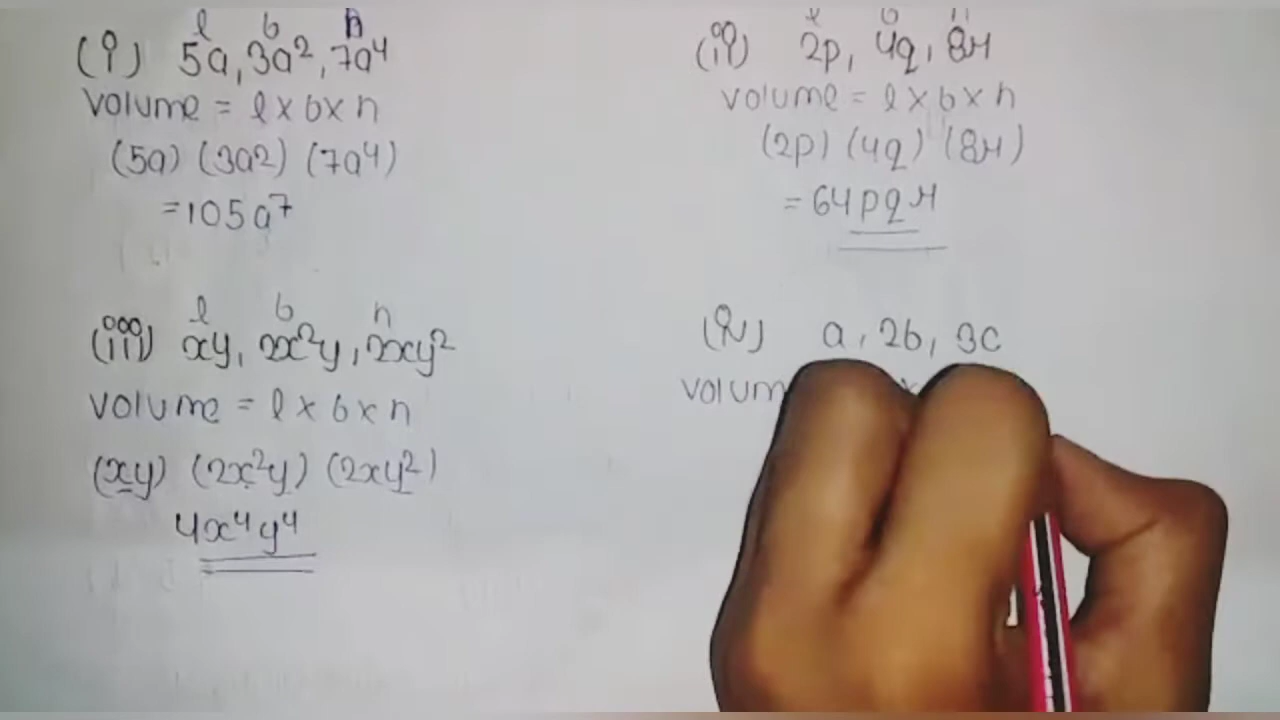 l b h
(i) 5a, 3a², 7a⁴
volume = l × b × h
(5a) (3a2) (7a⁴)
= 105a⁷
l b h
(ii) 2p, 4q, 8r
volume = l × b × h
(2p) (4q) (8r)
= 64pqr
l b h
(iii) xy, 2x²y, 2xy²
volume = l × b × h
(xy) (2x²y) (2xy²)
4x⁴y⁴
(iv) a, 2b, 3c
volum